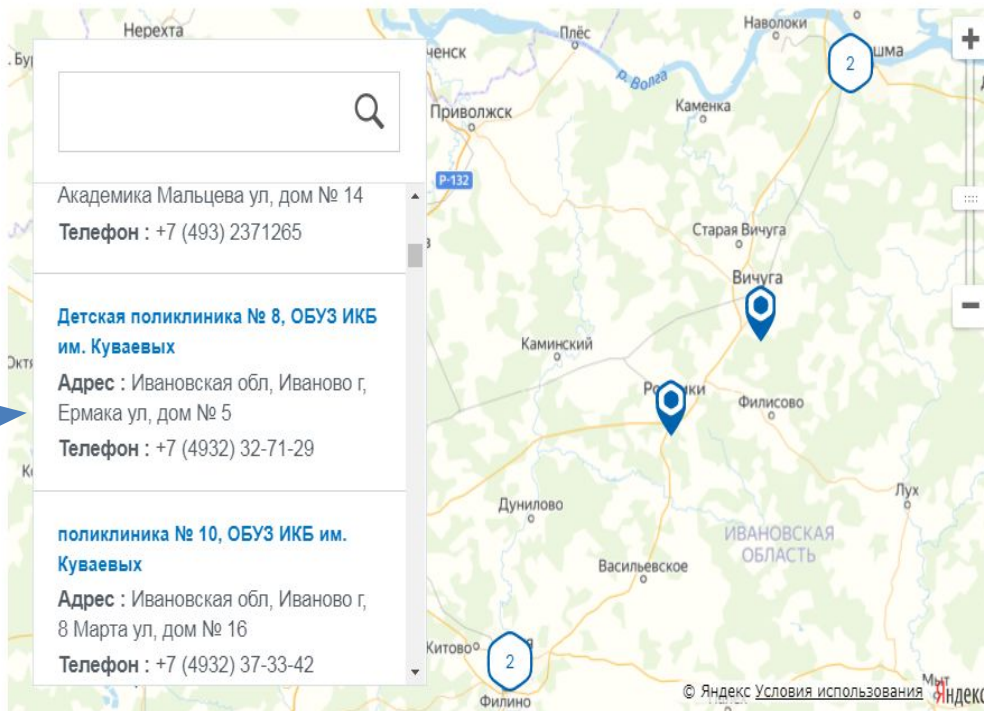 Нерехта
Плёс
Наволоки
2
Приволжск
р. Волга
Каменка
Р-132
Академика Мальцева ул, дом № 14
Телефон : +7 (493) 2371265
Старая Вичуга
Вичуга
Детская поликлиника № 8, ОБУЗ ИКБ
им. Куваевых
Адрес : Ивановская обл, Иваново г,
Ермака ул, дом № 5
Телефон : +7 (4932) 32-71-29
Каминский
Филисово
Лух
Дунилово
ИВАНОВСКАЯ
ОБЛАСТЬ
Васильевское
поликлиника № 10, ОБУЗ ИКБ им.
Куваевых
Адрес : Ивановская обл, Иваново г,
8 Марта ул, дом № 16
Телефон : +7 (4932) 37-33-42
Китово
2
Филино
© Яндекс Условия использования
Яндекс